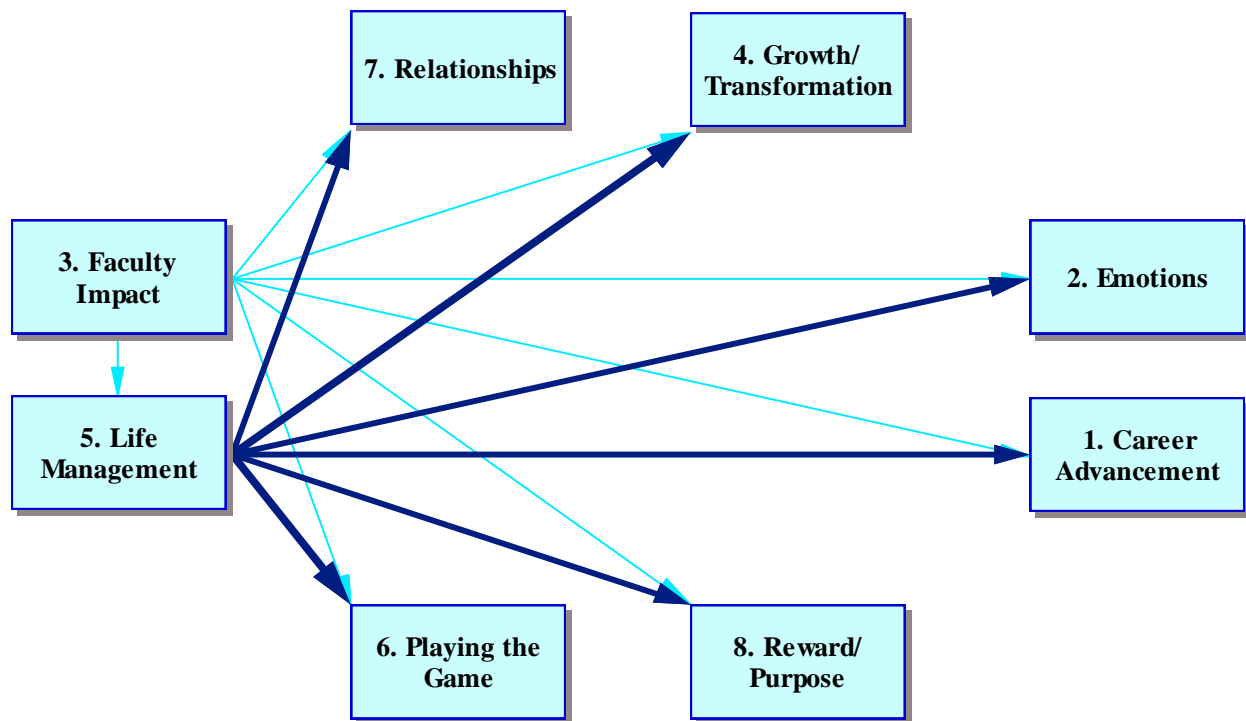 7. Relationships
4. Growth/
Transformation
3. Faculty
Impact
2. Emotions
5. Life
Management
1. Career
Advancement
6. Playing the
Game
8. Reward/
Purpose